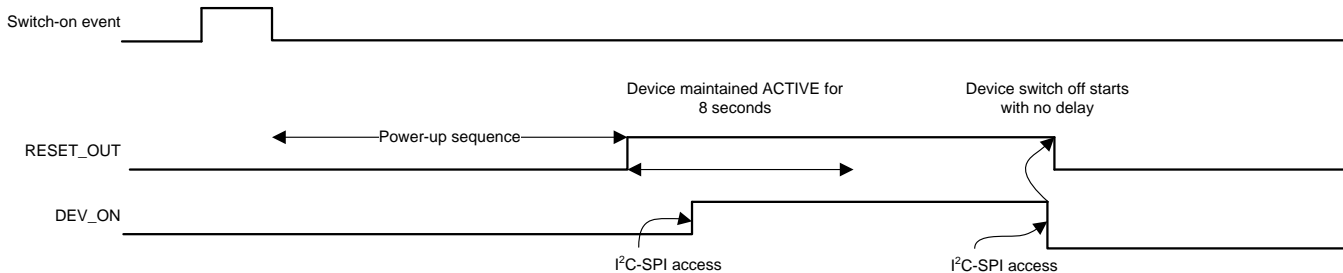 Switch-on event
Device maintained ACTIVE for
8 seconds
Device switch off starts
with no delay
Power-up sequence
RESET_OUT
DEV_ON
I²C-SPI access
I²C-SPI access